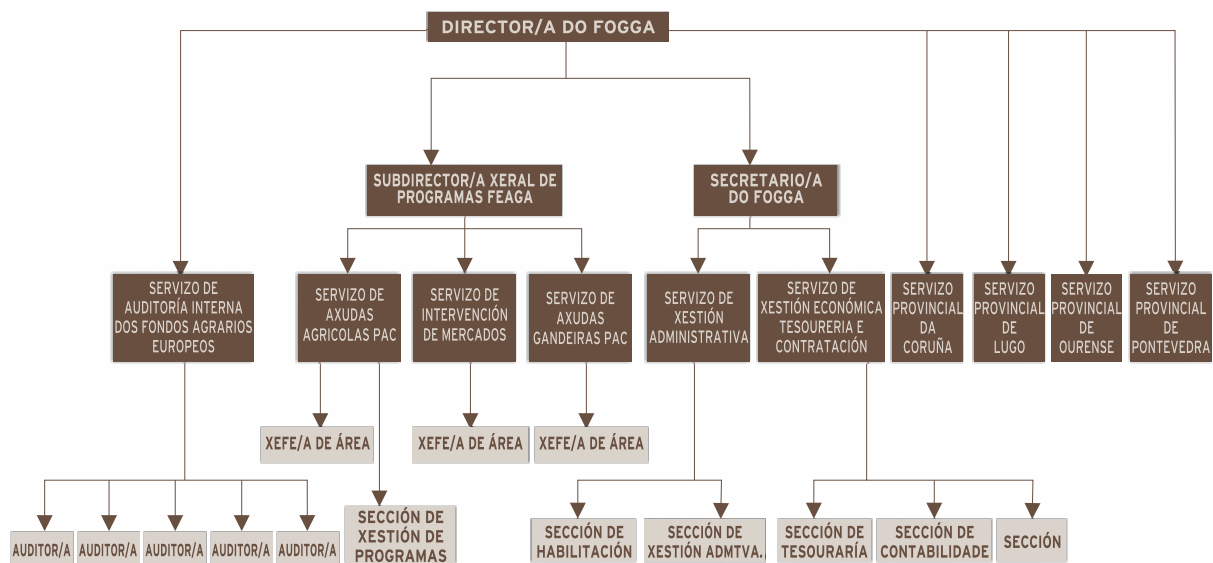 DIRECTOR/A DO FOGGA
SUBDIRECTOR/A XERAL DE
PROGRAMAS FEAGA
SECRETARIO/A
DO FOGGA
SERVIZO DE
AUDITORÍA INTERNA
DOS FONDOS AGRARIOS
EUROPEOS
SERVIZO DE
AXUDAS
AGRICOLAS PAC
SERVIZO DE
INTERVENCIÓN
DE MERCADOS
SERVIZO DE
AXUDAS
GANDEIRAS PAC
SERVIZO DE
XESTIÓN
ADMINISTRATIVA
SERVIZO DE
XESTIÓN ECONÓMICA
TESOURERIA E
CONTRATACIÓN
SERVIZO
PROVINCIAL
DA
CORUÑA
SERVIZO
PROVINCIAL
DE
LUGO
SERVIZO
PROVINCIAL
DE
OURENSE
SERVIZO
PROVINCIAL
DE
PONTEVEDRA
XEFE/A DE ÁREA
XEFE/A DE ÁREA
XEFE/A DE ÁREA
AUDITOR/A
AUDITOR/A
AUDITOR/A
AUDITOR/A
AUDITOR/A
SECCIÓN DE
XESTIÓN DE
PROGRAMAS
SECCIÓN DE
HABILITACIÓN
SECCIÓN DE
XESTIÓN ADMTVA.
SECCIÓN DE
TESOURARÍA
SECCIÓN DE
CONTABILIDADE
SECCIÓN